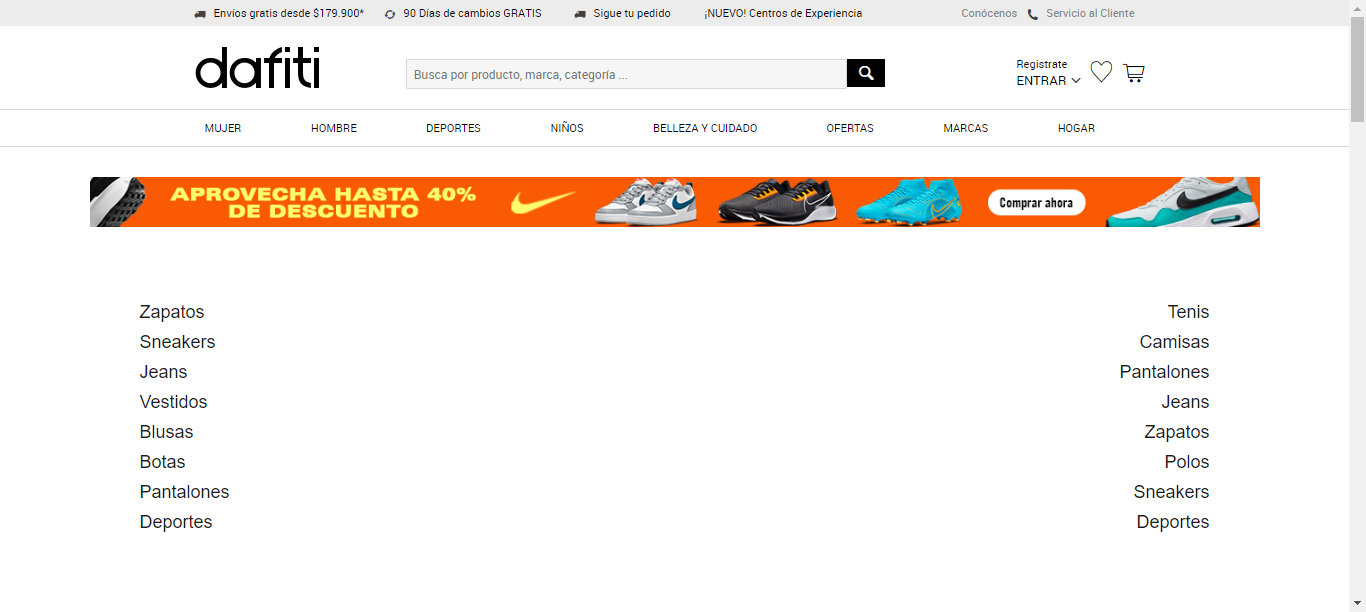 Envíos gratis desde $179.900*
90 Días de cambios GRATIS
Sigue tu pedido
¡NUEVO! Centros de Experiencia
Conócenos
Servicio al Cliente
dafiti
Busca por producto, marca, categoría ...
Registrate
ENTRAR
MUJER
HOMBRE
DEPORTES
NIÑOS
BELLEZA Y CUIDADO
OFERTAS
MARCAS
HOGAR
APROVECHA HASTA 40%
DE DESCUENTO
Comprar ahora
Zapatos
Sneakers
Jeans
Vestidos
Blusas
Botas
Pantalones
Deportes
Tenis
Camisas
Pantalones
Jeans
Zapatos
Polos
Sneakers
Deportes